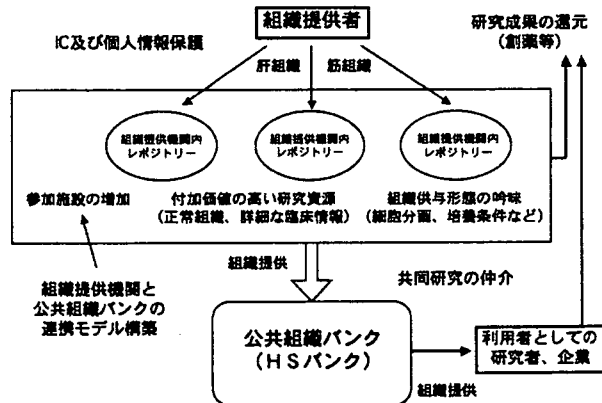 組織提供者
IC及び個人情報保護
研究成果の還元
(創薬等)
肝組織
筋組織
組織提供機関内
レポジトリー
組織提供機関内
レポジトリー
組織提供機関内
レポジトリー
参加施設の増加
付加価値の高い研究資源
(正常組織、詳細な臨床情報)
組織供与形態の吟味
(細胞分画、培養条件など)
組織提供
共同研究の仲介
組織提供機関と
公共組織バンクの
連携モデル構築
公共組織バンク
(HSバンク)
利用者としての
研究者、企業
組織提供